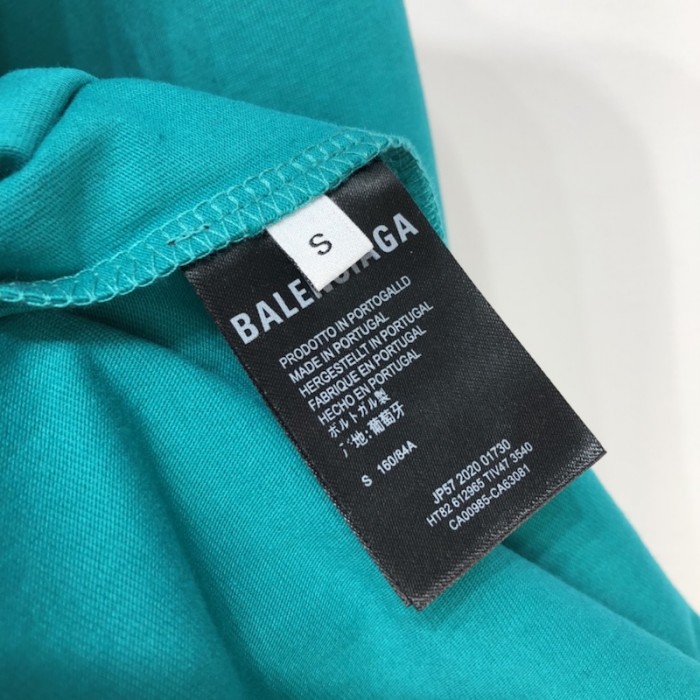 S
BALENCIAGA
PRODOTTO IN PORTOGALLO
MADE IN PORTUGAL
HERGESTELLT IN PORTUGAL
FABRIQUE EN PORTUGAL
HECHO EN PORTUGAL
ポルトガル製
地:葡萄牙
S 160/84A
JP57 2020 01730
HT82 612965 TIV47 3540
CA00985-CA63081